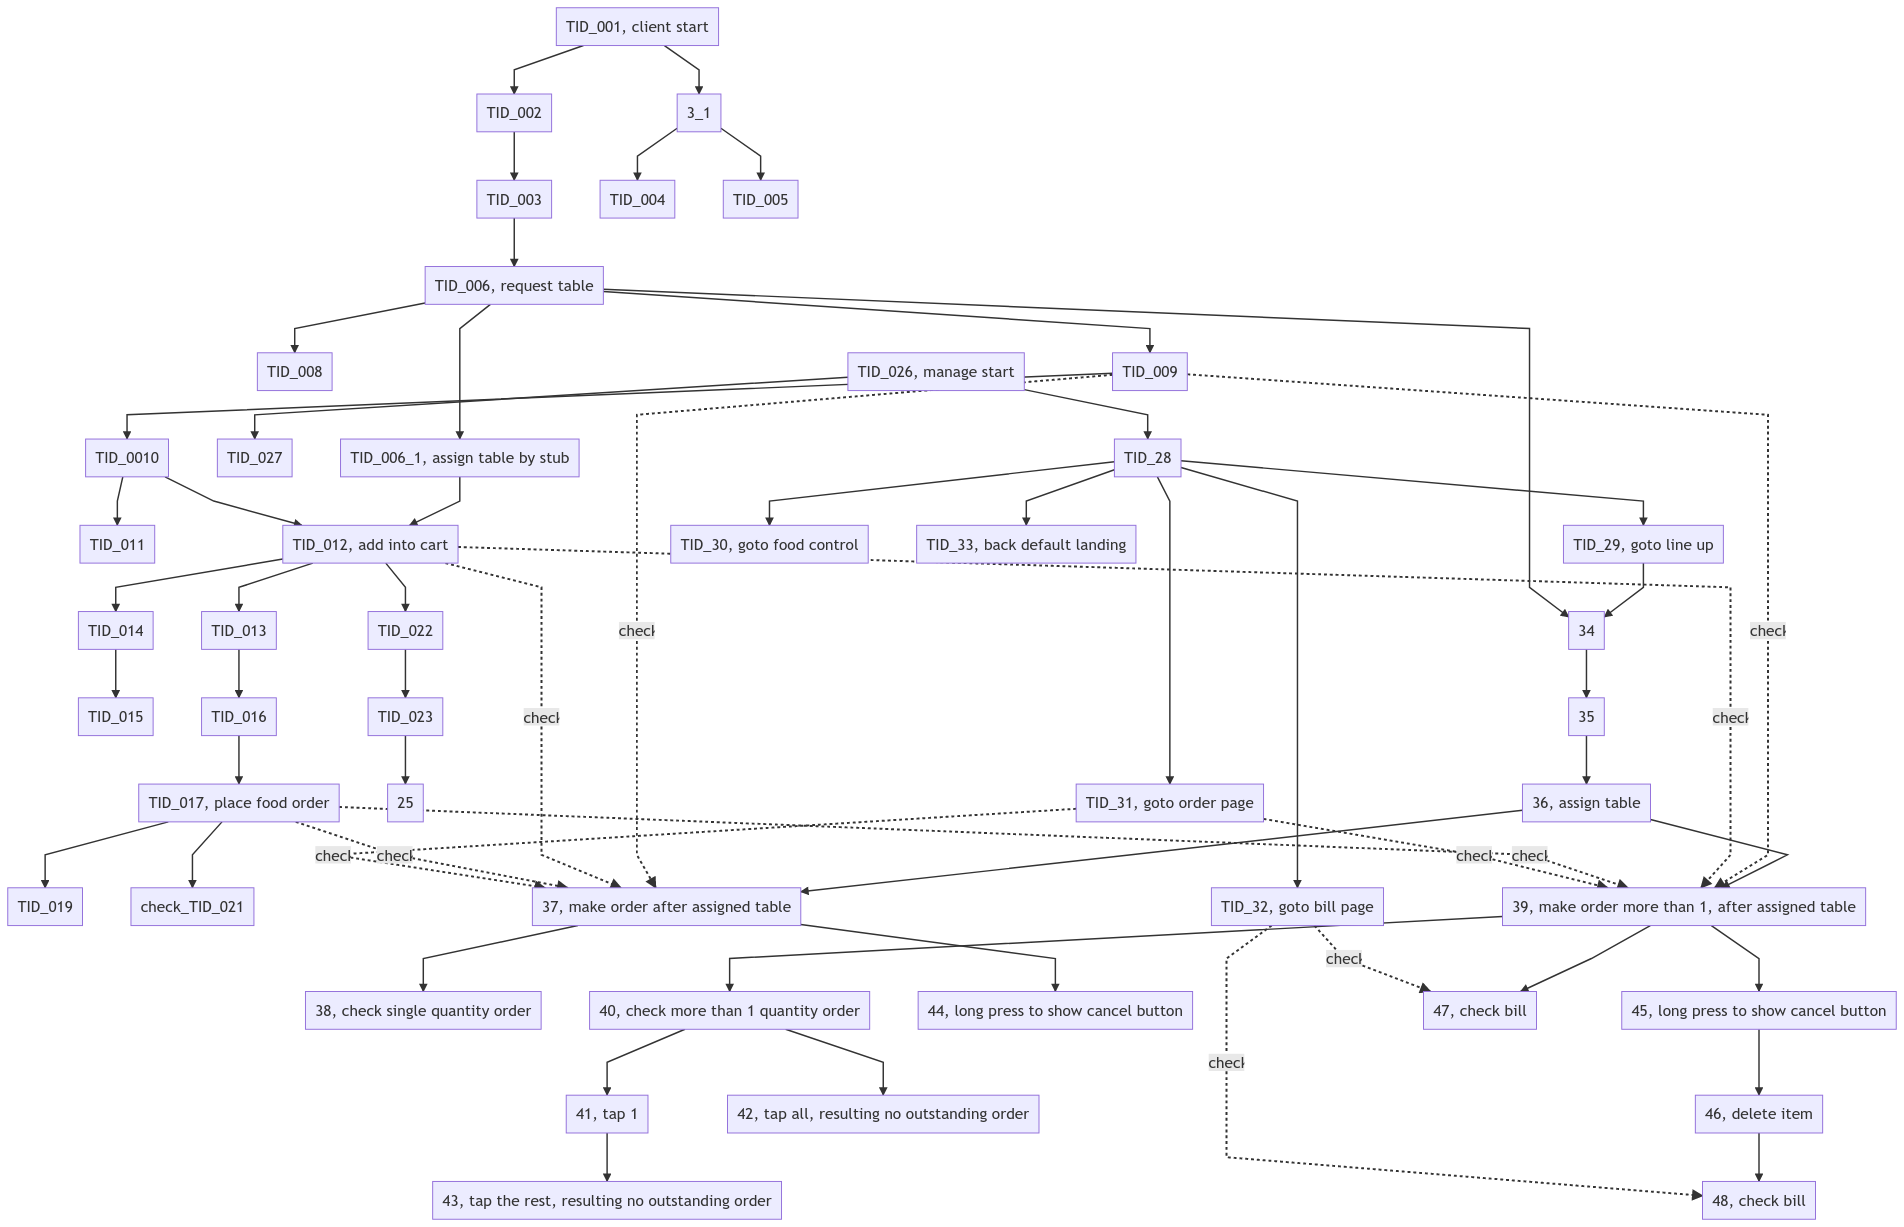 TID_001, client start
TID_002
3_1
TID_003
TID_004
TID_005
TID_006, request table
TID_008
TID_026, manage start
TID_009
TID_0010
TID_027
TID_006_1, assign table by stub
TID_28
TID_011
TID_012, add into cart
TID_30, goto food control
TID_33, back default landing
TID_29, goto line up
TID_014
TID_013
TID_022
check
34
check
TID_015
TID_016
TID_023
check
35
check
TID_017, place food order
25
TID_31, goto order page
36, assign table
check
check
check
check
TID_019
check_TID_021
37, make order after assigned table
TID_32, goto bill page
39, make order more than 1, after assigned table
check
38, check single quantity order
40, check more than 1 quantity order
44, long press to show cancel button
47, check bill
45, long press to show cancel button
check
41, tap 1
42, tap all, resulting no outstanding order
46, delete item
43, tap the rest, resulting no outstanding order
48, check bill